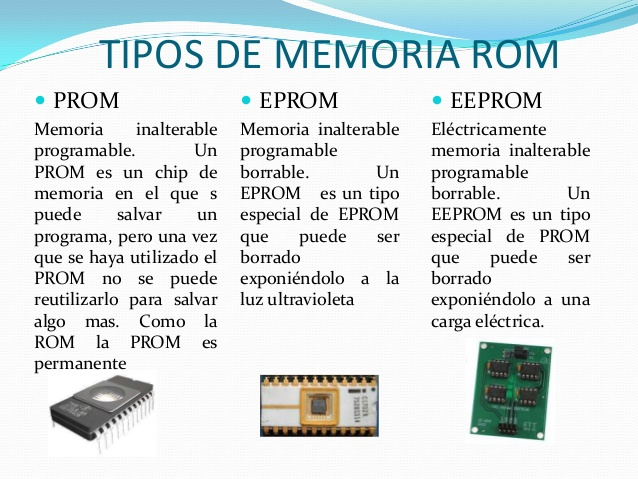 TIPOS DE MEMORIA ROM
PROM
Memoria inalterable
programable. Un
PROM es un chip de
memoria en el que s
puede salvar un
programa, pero una vez
que se haya utilizado el
PROM no se puede
reutilizarlo para salvar
algo mas. Como la
ROM la PROM es
permanente
EPROM
Memoria inalterable
programable
borrable. Un
EPROM es un tipo
especial de EPROM
que puede ser
borrado
exponiéndolo a la
luz ultravioleta
EEPROM
Eléctricamente
memoria inalterable
programable
borrable. Un
EEPROM es un tipo
especial de PROM
que puede ser
borrado
exponiéndolo a una
carga eléctrica.